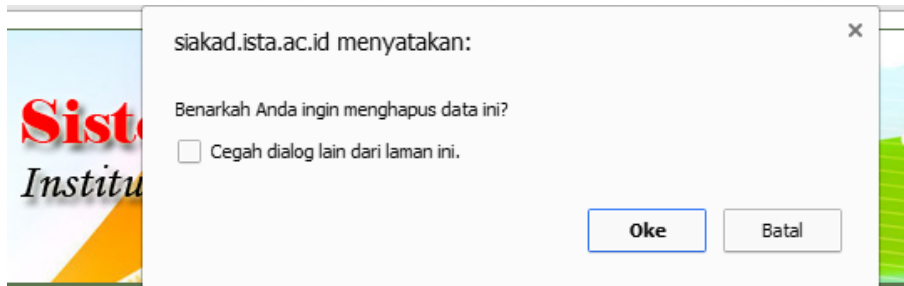 siakad.ista.ac.id menyatakan:
Benarkah Anda ingin menghapus data ini?
Cegah dialog lain dari laman ini.
Oke Batal